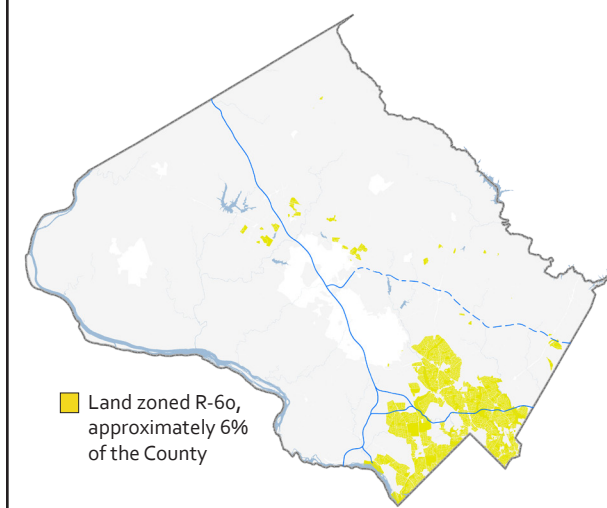 Land zoned R-60,
approximately 6%
of the County